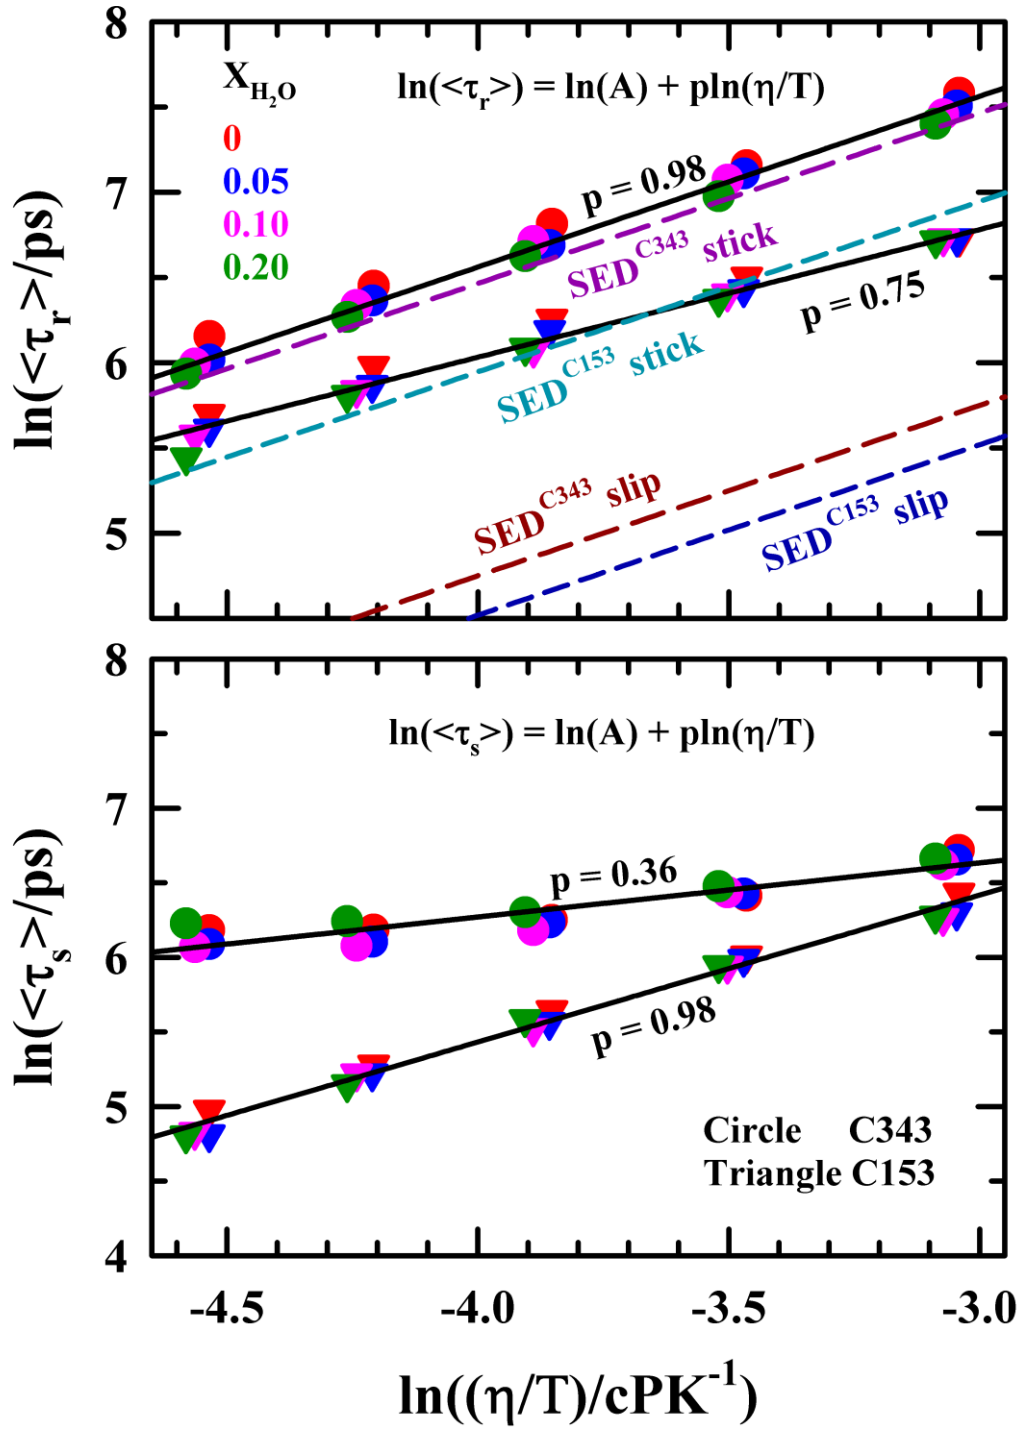 8
X_H₂O
ln(<τ_r>) = ln(A) + pln(η/T)
0
0.05
0.10
0.20
p = 0.98
7
SED^C343 stick
p = 0.75
6
SED^C153 stick
SED^C343 slip
SED^C153 slip
5
ln(<τ_r>/ps)
8
ln(<τ_s>) = ln(A) + pln(η/T)
7
p = 0.36
6
p = 0.98
5
Circle C343
Triangle C153
4
ln(<τ_s>/ps)
-4.5 -4.0 -3.5 -3.0
ln((η/T)/cPK⁻¹)